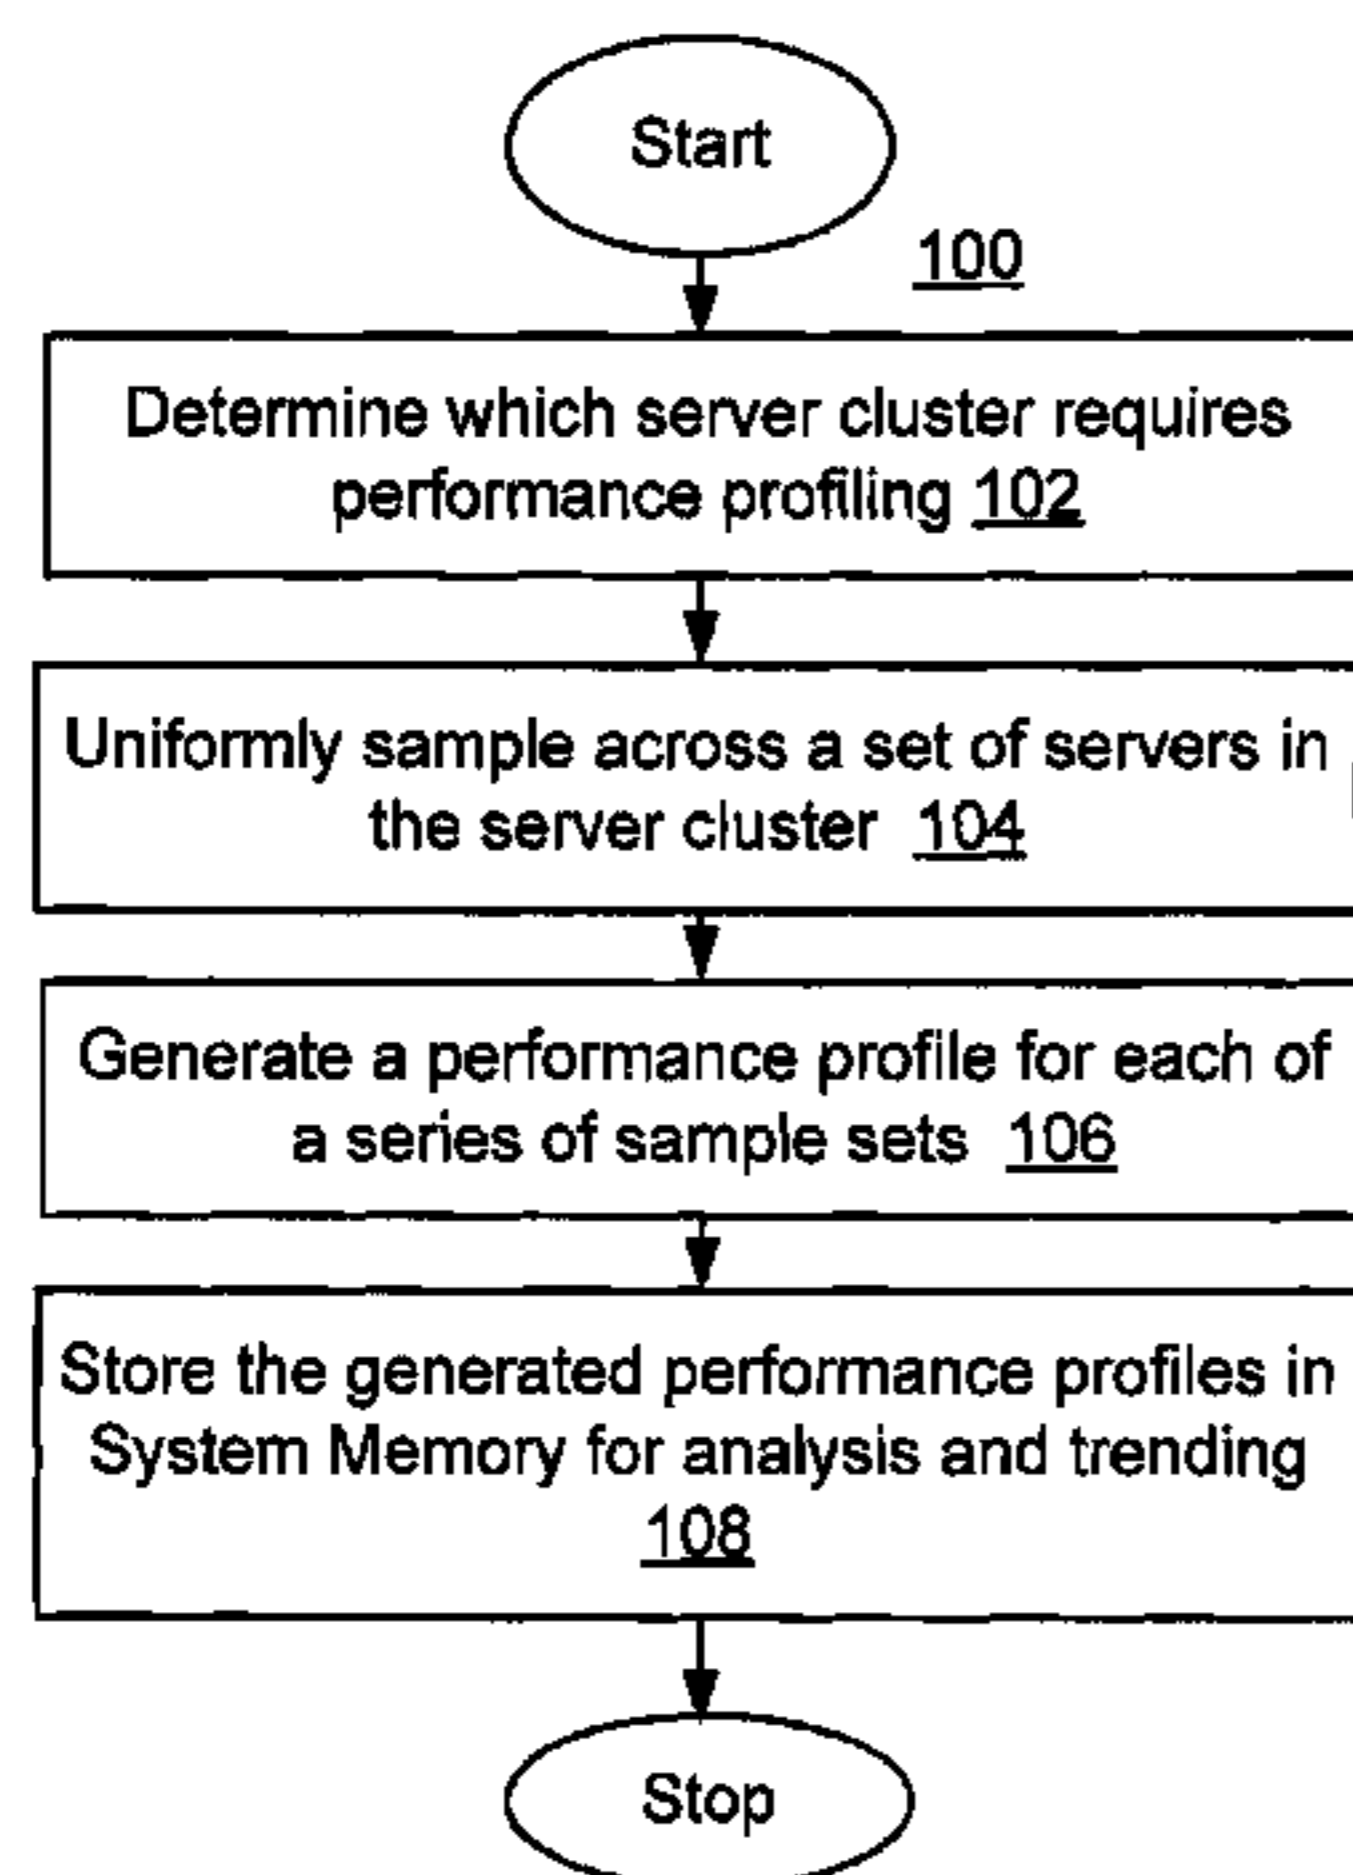 Start
100
Determine which server cluster requires
performance profiling 102
Uniformly sample across a set of servers in
the server cluster 104
Generate a performance profile for each of
a series of sample sets 106
Store the generated performance profiles in
System Memory for analysis and trending
108
Stop